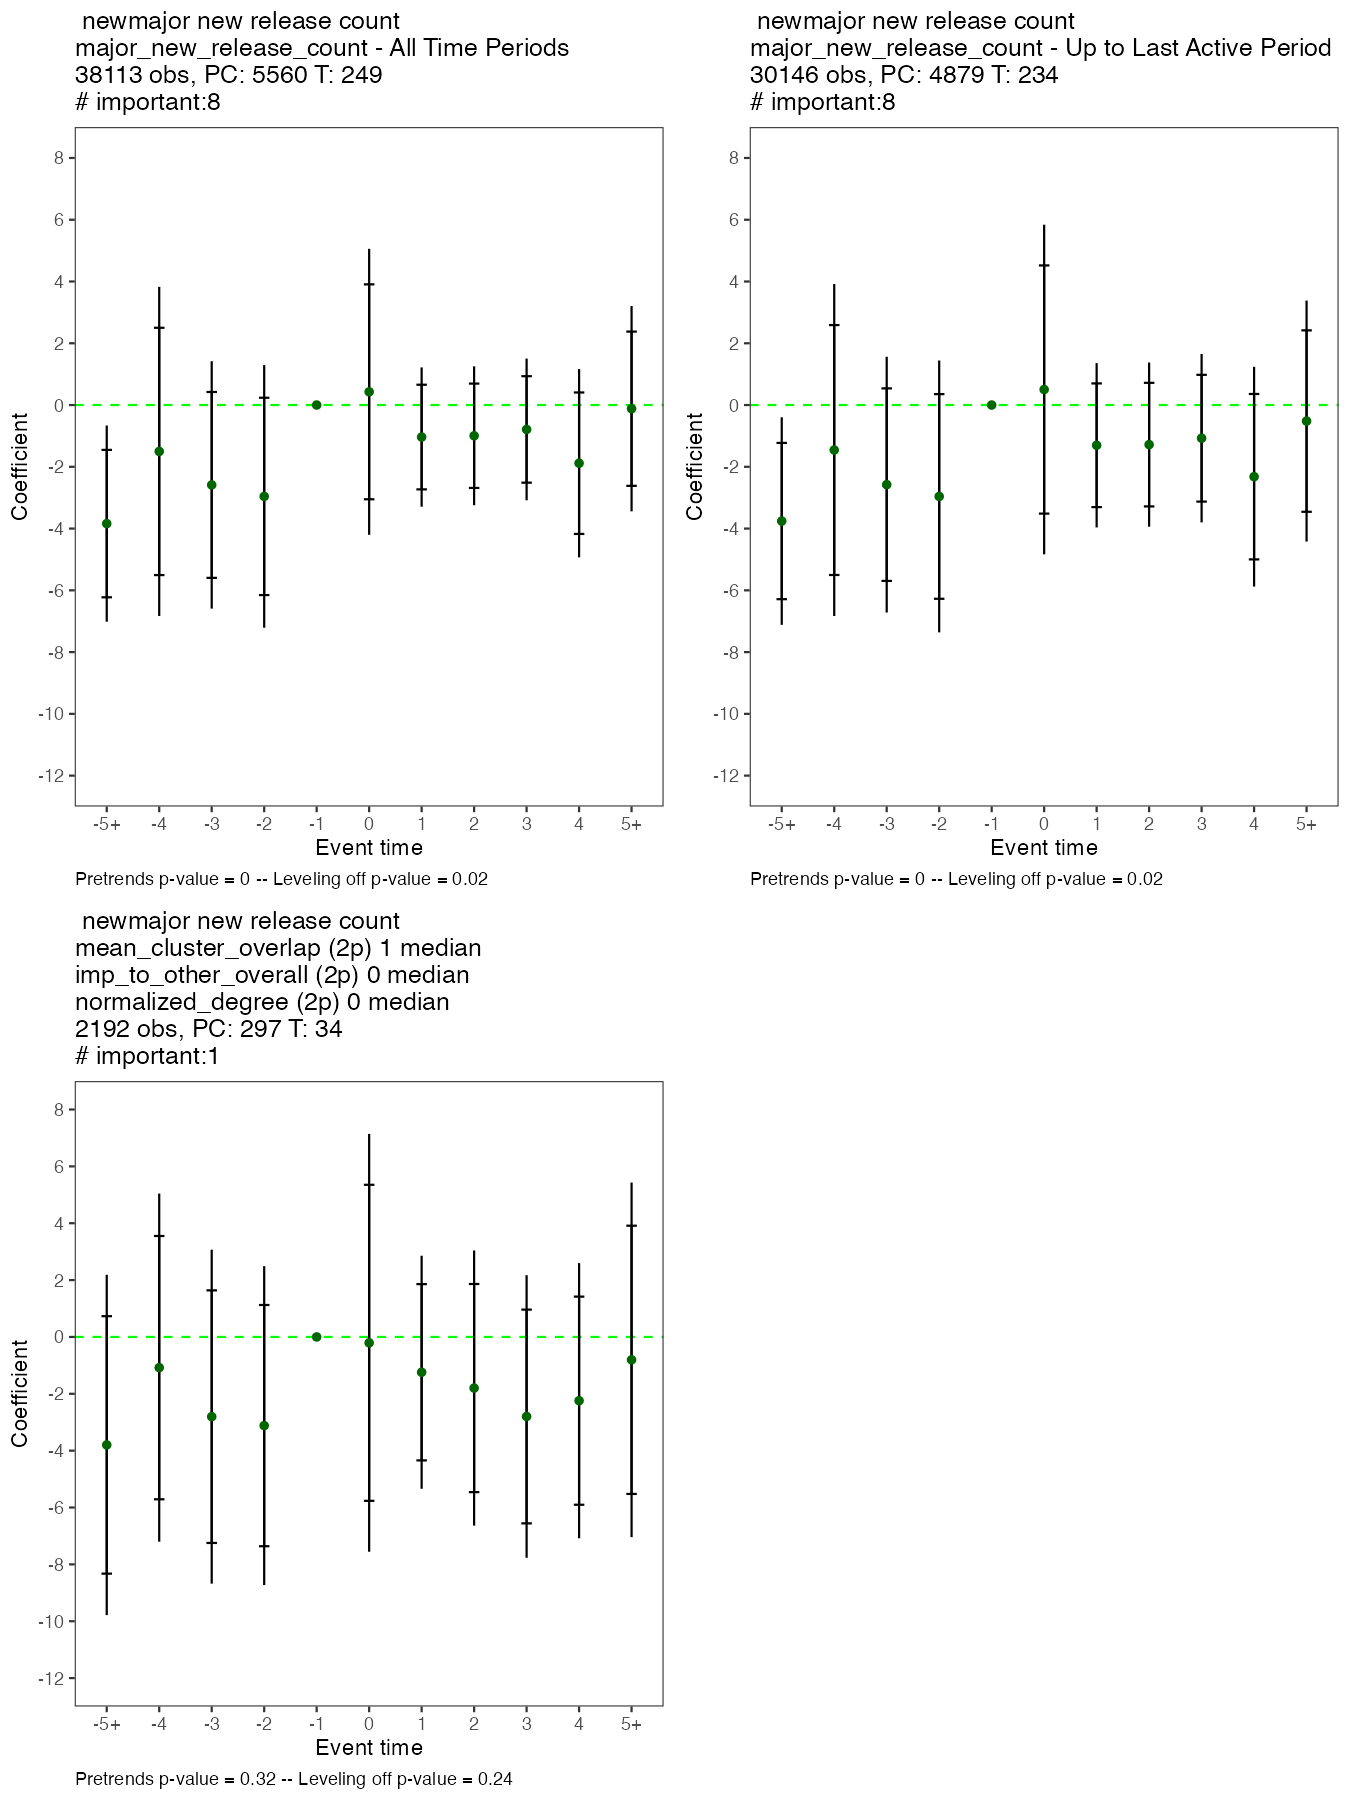 newmajor new release count
major_new_release_count - All Time Periods
38113 obs, PC: 5560 T: 249
# important:8
8
6
4
2
0
-2
-4
-6
-8
-10
-12
Coefficient
-5+ -4 -3 -2 -1 0 1 2 3 4 5+
Event time
Pretrends p-value = 0 -- Leveling off p-value = 0.02
newmajor new release count
major_new_release_count - Up to Last Active Period
30146 obs, PC: 4879 T: 234
# important:8
8
6
4
2
0
-2
-4
-6
-8
-10
-12
Coefficient
-5+ -4 -3 -2 -1 0 1 2 3 4 5+
Event time
Pretrends p-value = 0 -- Leveling off p-value = 0.02
newmajor new release count
mean_cluster_overlap (2p) 1 median
imp_to_other_overall (2p) 0 median
normalized_degree (2p) 0 median
2192 obs, PC: 297 T: 34
# important:1
8
6
4
2
0
-2
-4
-6
-8
-10
-12
Coefficient
-5+ -4 -3 -2 -1 0 1 2 3 4 5+
Event time
Pretrends p-value = 0.32 -- Leveling off p-value = 0.24